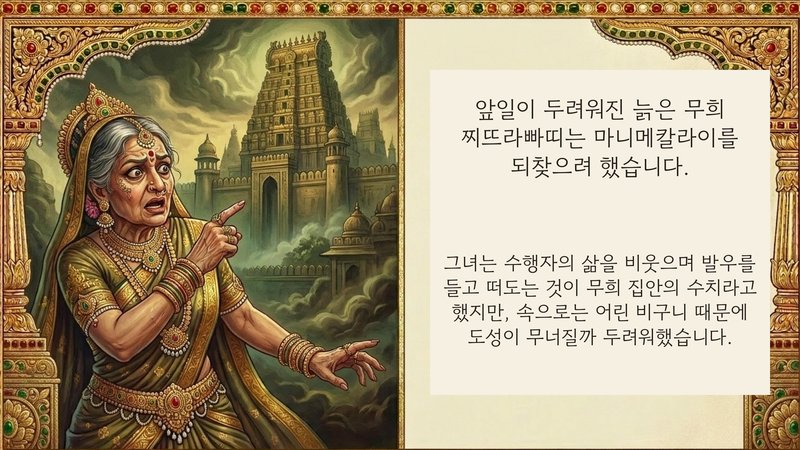 앞일이 두려워진 늙은 무희
찌뜨라빠띠는 마니메칼라이를
되찾으려 했습니다.
그녀는 수행자의 삶을 비웃으며 발우를
들고 떠도는 것이 무희 집안의 수치라고
했지만, 속으로는 어린 비구니 때문에
도성이 무너질까 두려워했습니다.